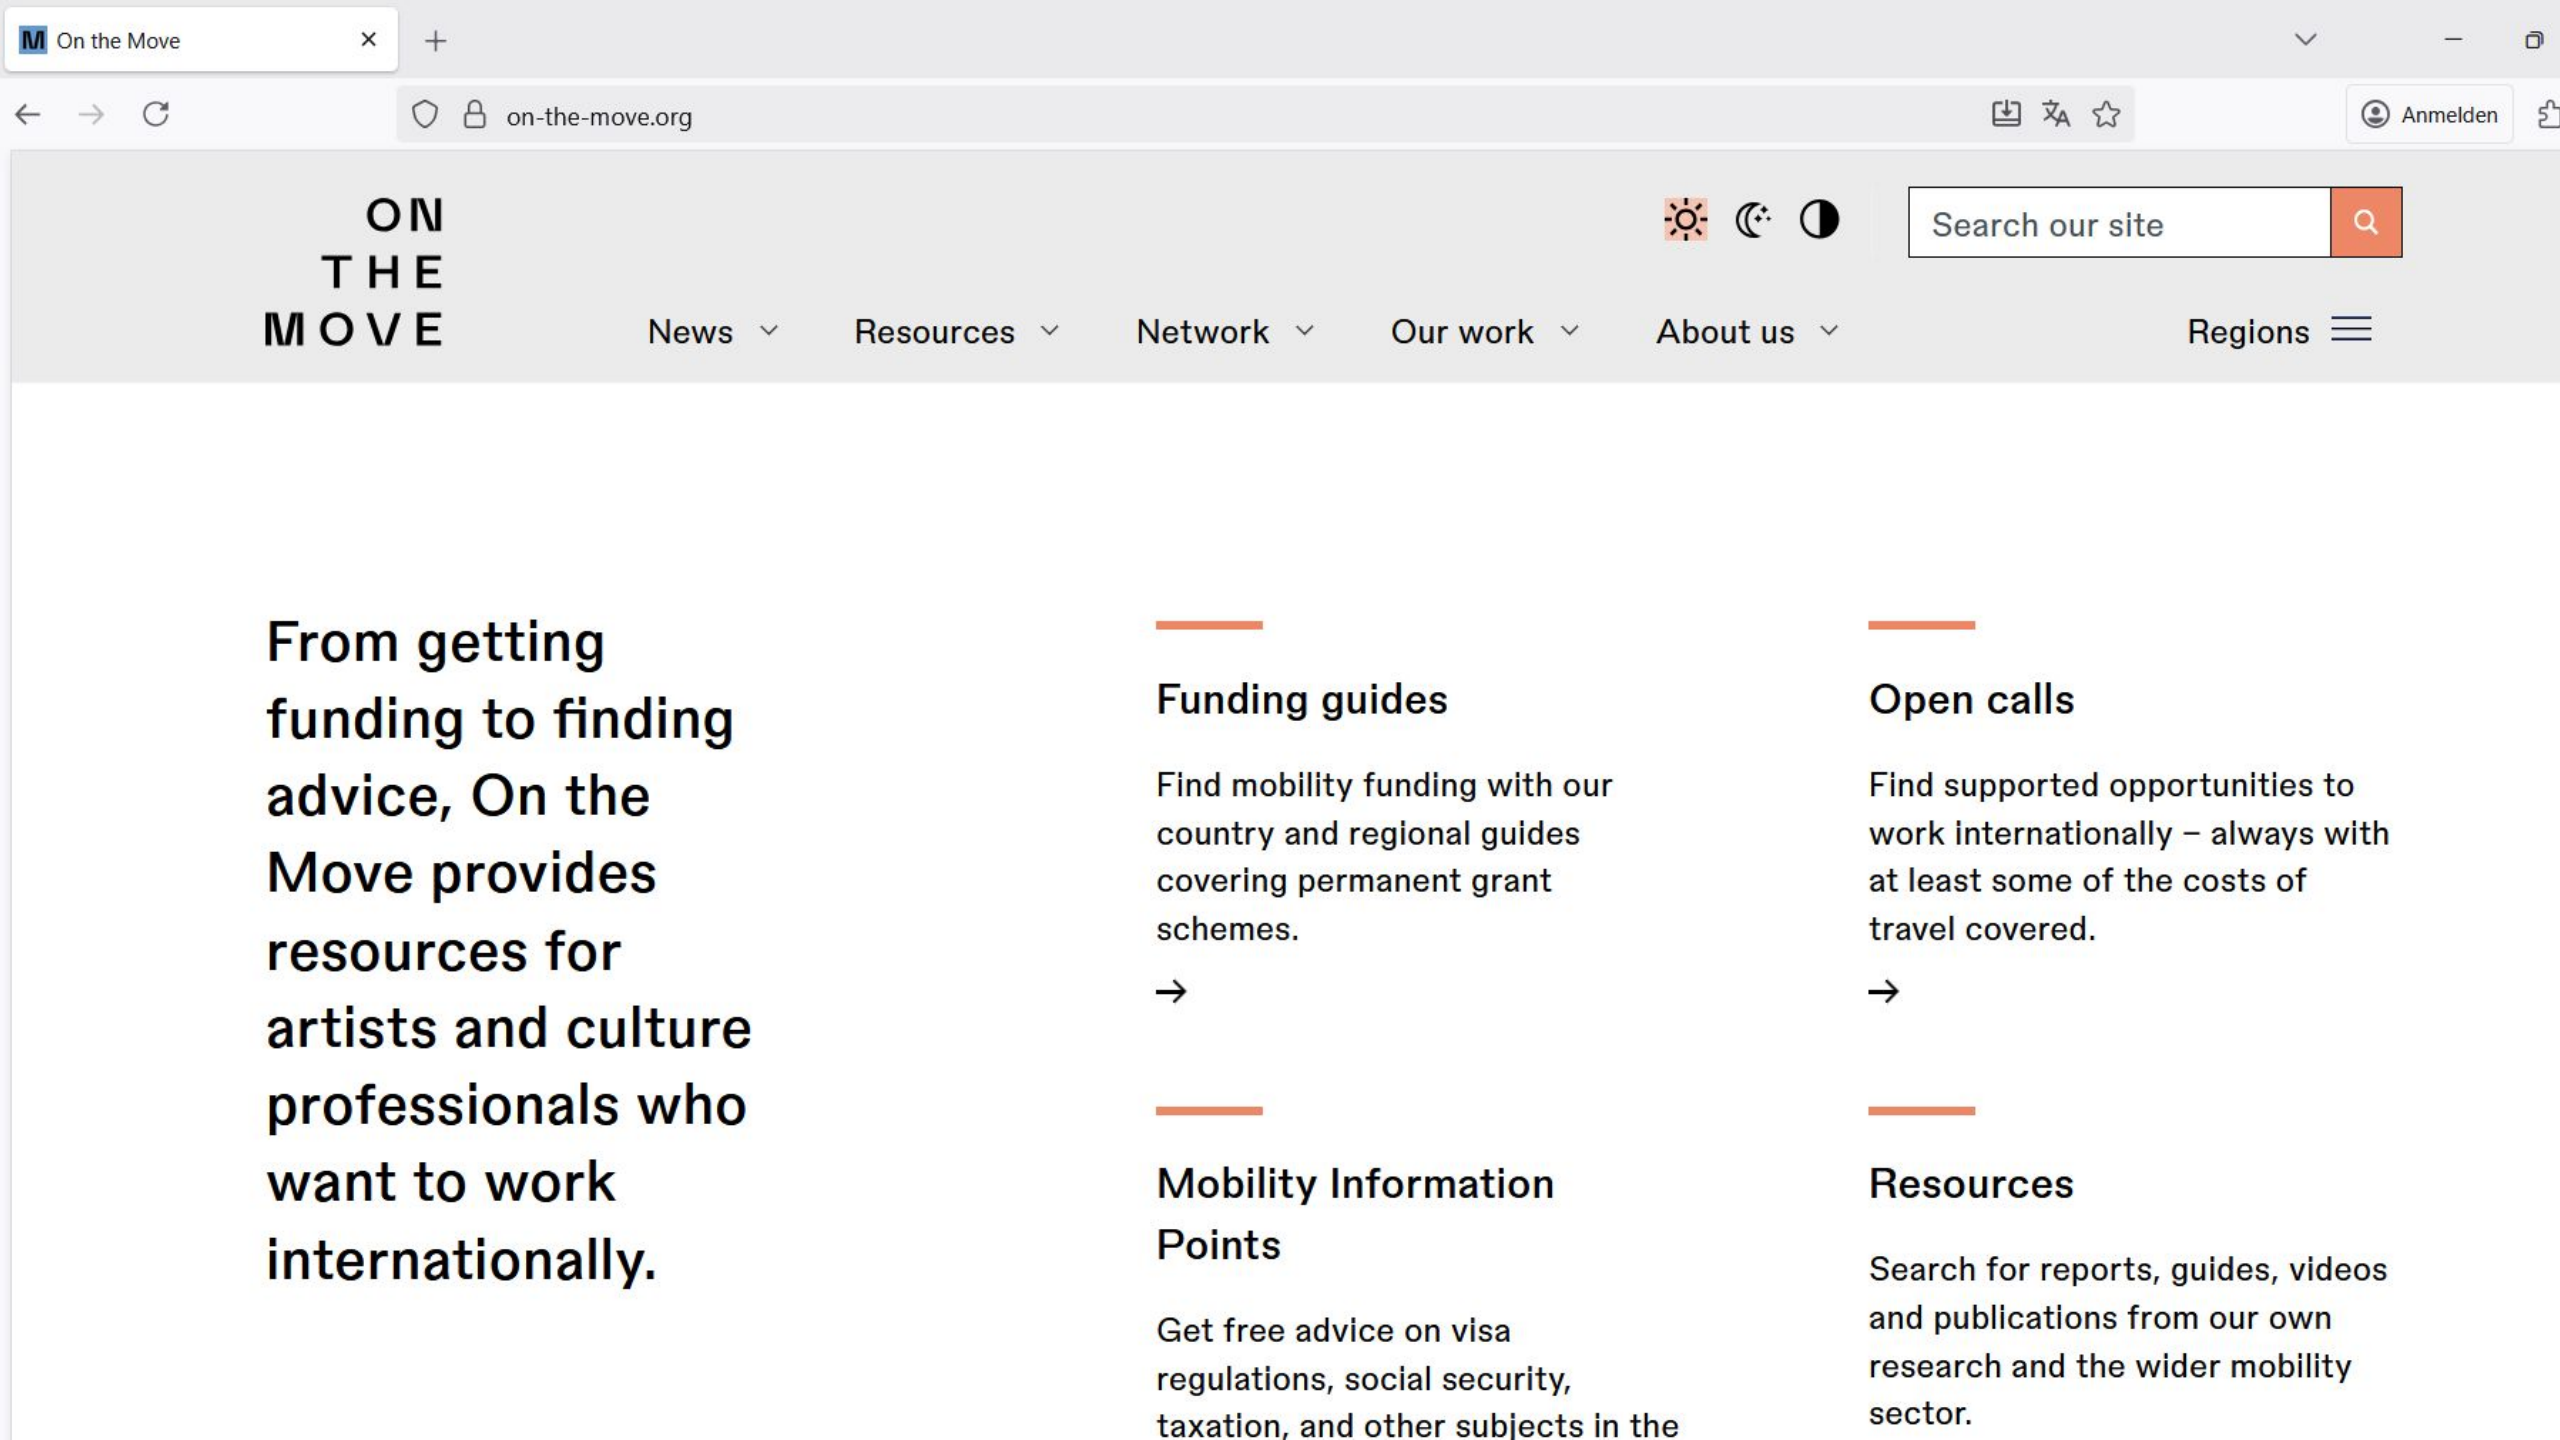 On the Move
on-the-move.org
Anmelden
ON
THE
MOVE
Search our site
News
Resources
Network
Our work
About us
Regions
From getting
funding to finding
advice, On the
Move provides
resources for
artists and culture
professionals who
want to work
internationally.
Funding guides
Find mobility funding with our
country and regional guides
covering permanent grant
schemes.
Open calls
Find supported opportunities to
work internationally – always with
at least some of the costs of
travel covered.
Mobility Information
Points
Get free advice on visa
regulations, social security,
taxation, and other subjects in the
Resources
Search for reports, guides, videos
and publications from our own
research and the wider mobility
sector.